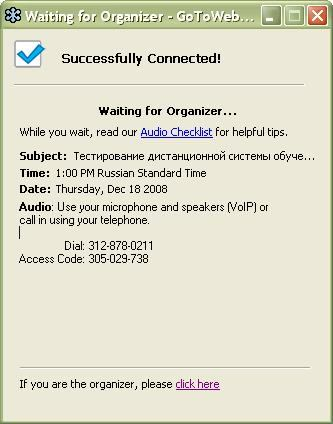 Waiting for Organizer - GoToWeb...
Successfully Connected!
Waiting for Organizer...
While you wait, read our Audio Checklist for helpful tips.
Subject: Тестирование дистанционной системы обуче...
Time: 1:00 PM Russian Standard Time
Date: Thursday, Dec 18 2008
Audio: Use your microphone and speakers (VoIP) or
call in using your telephone.
Dial: 312-878-0211
Access Code: 305-029-738
If you are the organizer, please click here